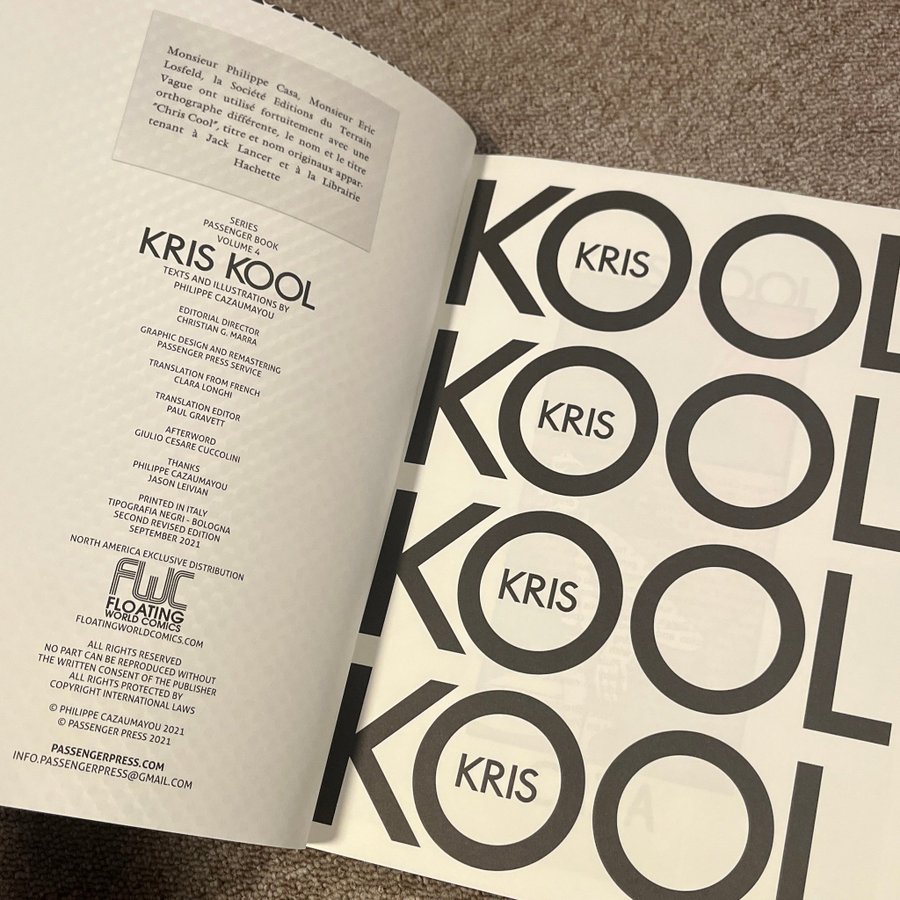 Monsieur Philippe Casa, Monsieur Eric
Losfeld, la Société Editions du Terrain
Vague ont utilisé fortuitement avec une
orthographe différente, le nom et le titre
"Chris Cool", titre et nom originaux appar-
tenant à Jack Lancer et à la Librairie
Hachette
SERIES
PASSENGER BOOK
VOLUME 4
KRIS KOOL
TEXTS AND ILLUSTRATIONS BY
PHILIPPE CAZAUMAYOU
EDITORIAL DIRECTOR
CHRISTIAN G. MARRA
GRAPHIC DESIGN AND REMASTERING
PASSENGER PRESS SERVICE
TRANSLATION FROM FRENCH
CLARA LONGHI
TRANSLATION EDITOR
PAUL GRAVETT
AFTERWORD
GIULIO CESARE CUCCOLINI
THANKS
PHILIPPE CAZAUMAYOU
JASON LEIVIAN
PRINTED IN ITALY
TIPOGRAFIA NEGRI - BOLOGNA
SECOND REVISED EDITION
SEPTEMBER 2021
NORTH AMERICA EXCLUSIVE DISTRIBUTION
FWC
FLOATING
WORLD COMICS
FLOATINGWORLDCOMICS.COM
ALL RIGHTS RESERVED
NO PART CAN BE REPRODUCED WITHOUT
THE WRITTEN CONSENT OF THE PUBLISHER
ALL RIGHTS PROTECTED BY
COPYRIGHT INTERNATIONAL LAWS
© PHILIPPE CAZAUMAYOU 2021
© PASSENGER PRESS 2021
PASSENGERPRESS.COM
INFO.PASSENGERPRESS@GMAIL.COM
KOOL
KRIS
KOOL
KRIS
KOOL
KRIS
KOOL
KRIS